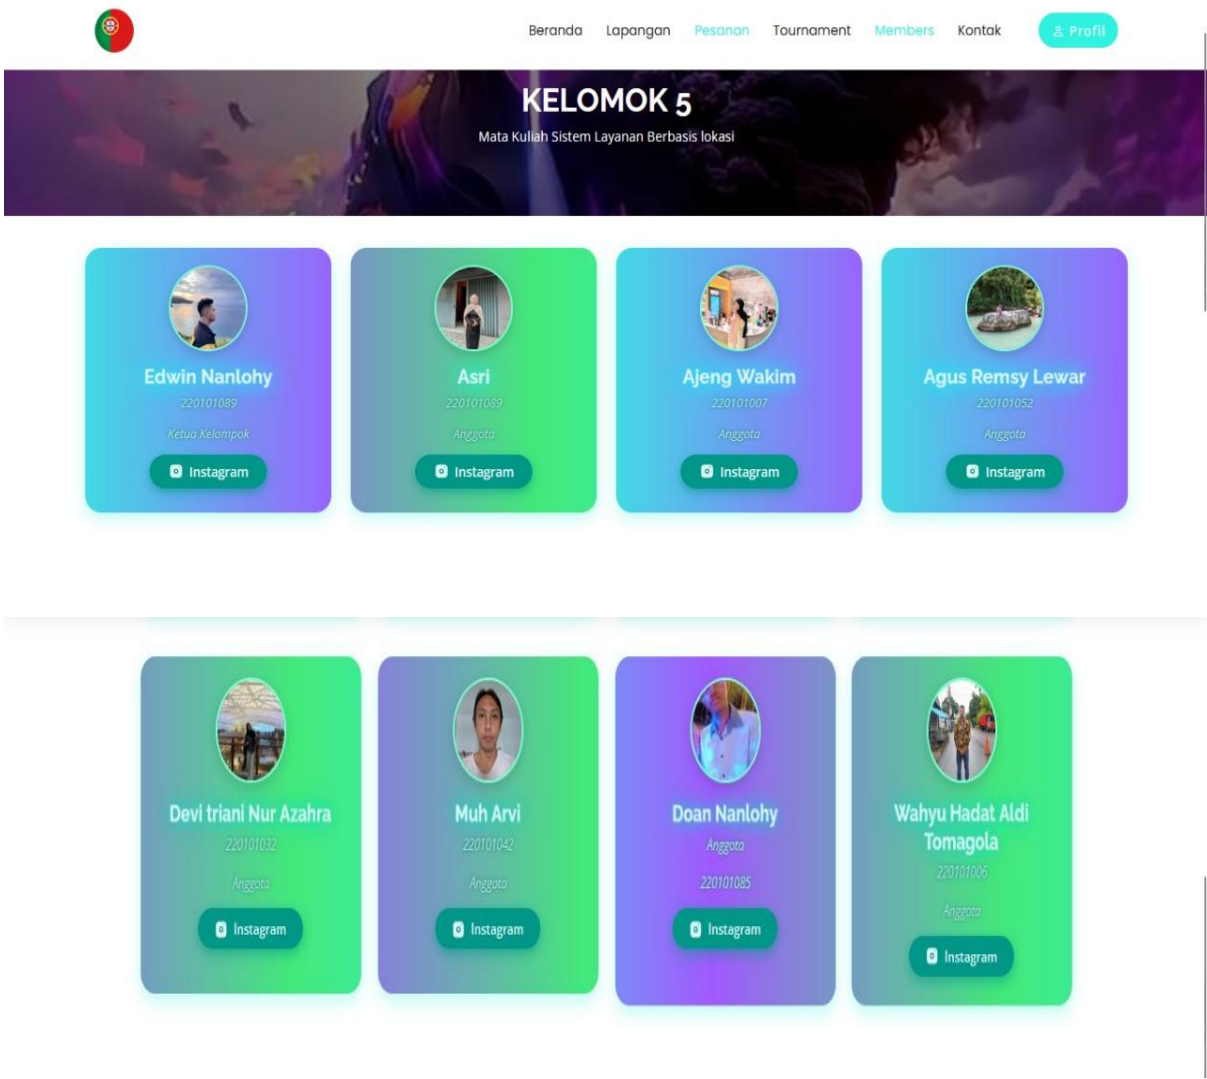 Beranda Lapangan Pesanan Tournament Members Kontak Profil
KELOMOK 5
Mata Kuliah Sistem Layanan Berbasis lokasi
Edwin Nanlohy
220101089
Ketua Kelompok
Instagram
Asri
220101089
Anggota
Instagram
Ajeng Wakim
220101007
Anggota
Instagram
Agus Remsy Lewar
220101052
Anggota
Instagram
Devi triani Nur Azahra
220101032
Anggota
Instagram
Muh Arvi
220101042
Anggota
Instagram
Doan Nanlohy
Anggota
220101085
Instagram
Wahyu Hadat Aldi
Tomagola
220101006
Anggota
Instagram